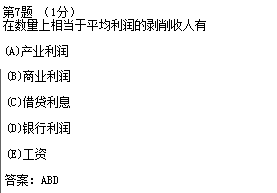 第7题 (1分)
在数量上相当于平均利润的剥削收人有
(A)产业利润
(B)商业利润
(C)借贷利息
(D)银行利润
(E)工资
答案: ABD